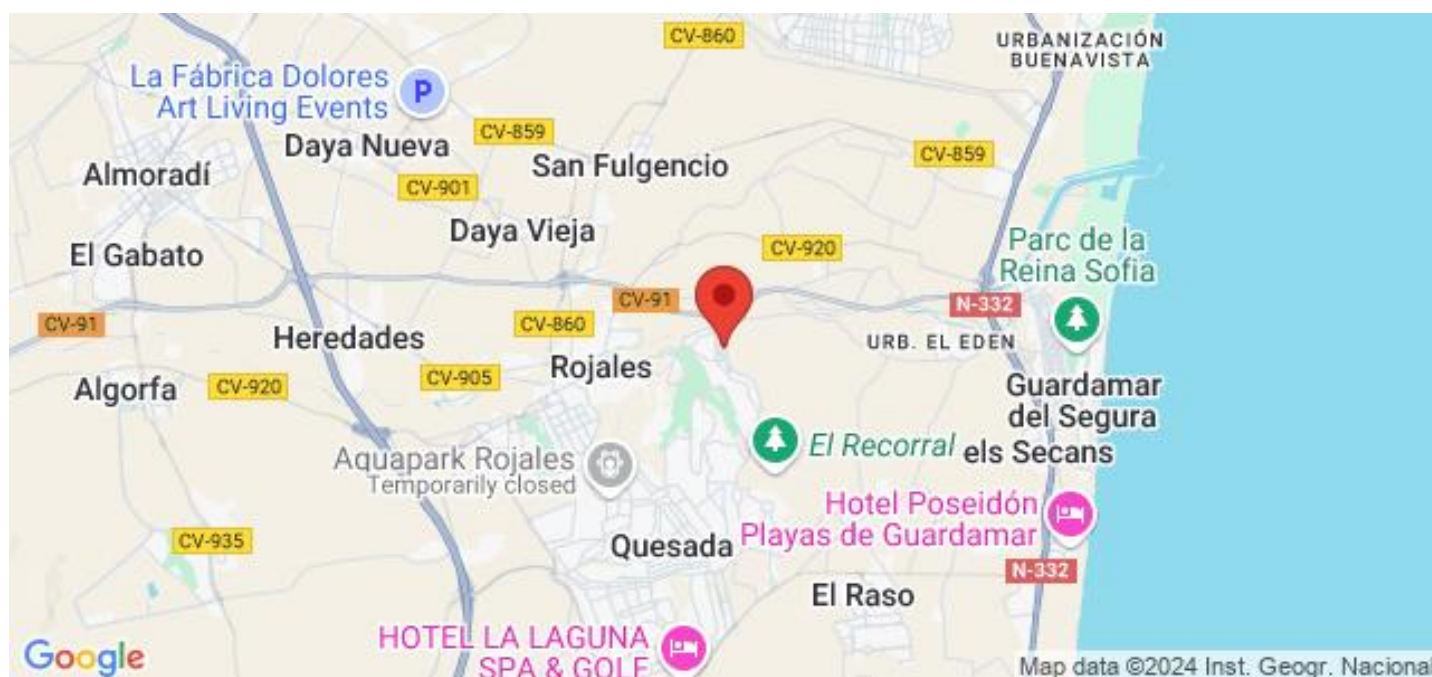 CV-860
URBANIZACIÓN
BUENAVISTA
La Fábrica Dolores
Art Living Events
P
CV-859
Daya Nueva
San Fulgencio
CV-859
Almoradí
CV-901
Daya Vieja
El Gabato
CV-920
Parc de la
Reina Sofia
CV-91
N-332
CV-91
CV-860
Heredades
URB. EL EDEN
Rojales
CV-905
Algorfa
CV-920
Guardamar
del Segura
El Recorral
els Secans
Aquapark Rojales
Temporarily closed
Hotel Poseidón
Playas de Guardamar
CV-935
Quesada
N-332
El Raso
HOTEL LA LAGUNA
SPA & GOLF
Google
Map data ©2024 Inst. Geogr. Nacional